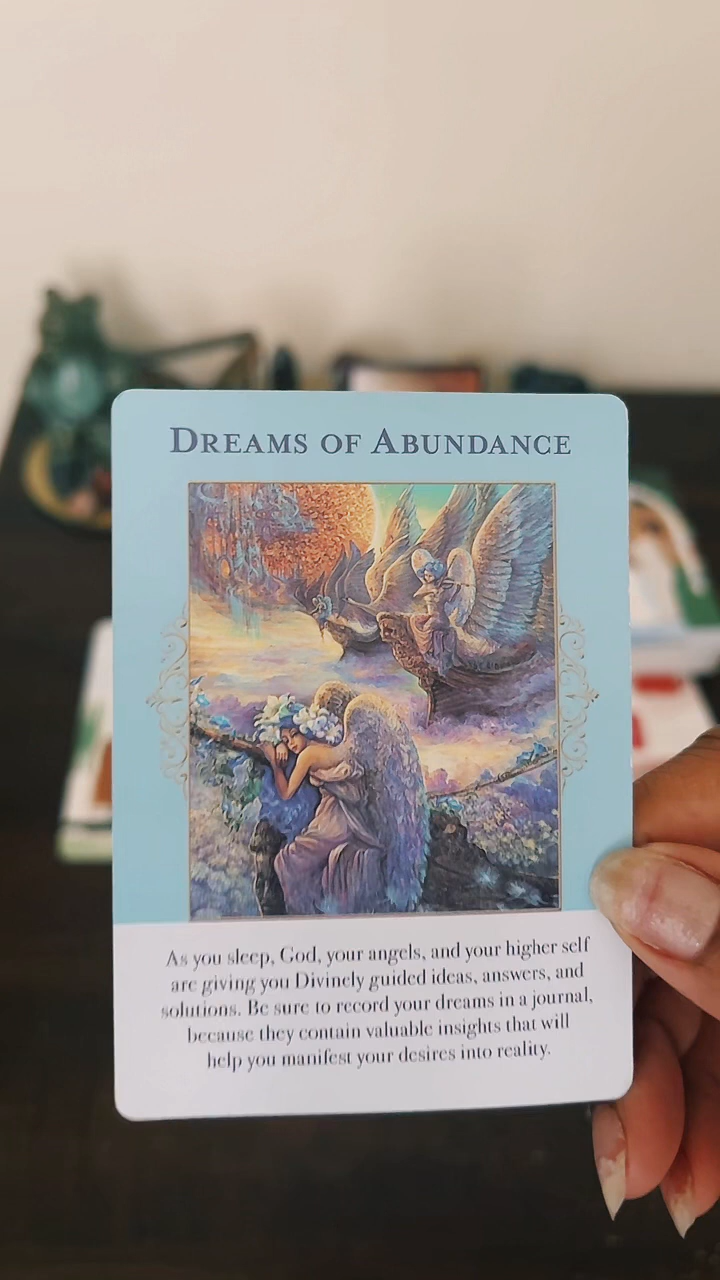 DREAMS OF ABUNDANCE
As you sleep, God, your angels, and your higher self
are giving you Divinely guided ideas, answers, and
solutions. Be sure to record your dreams in a journal,
because they contain valuable insights that will
help you manifest your desires into reality.